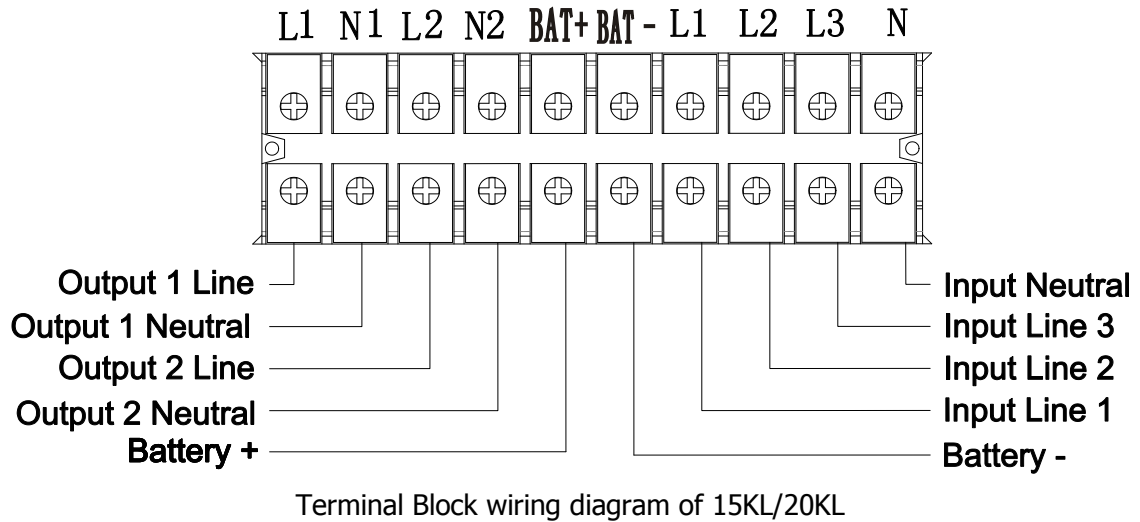 L1 N1 L2 N2 BAT+ BAT - L1 L2 L3 N
Output 1 Line
Output 1 Neutral
Output 2 Line
Output 2 Neutral
Battery +
Input Neutral
Input Line 3
Input Line 2
Input Line 1
Battery -
Terminal Block wiring diagram of 15KL/20KL